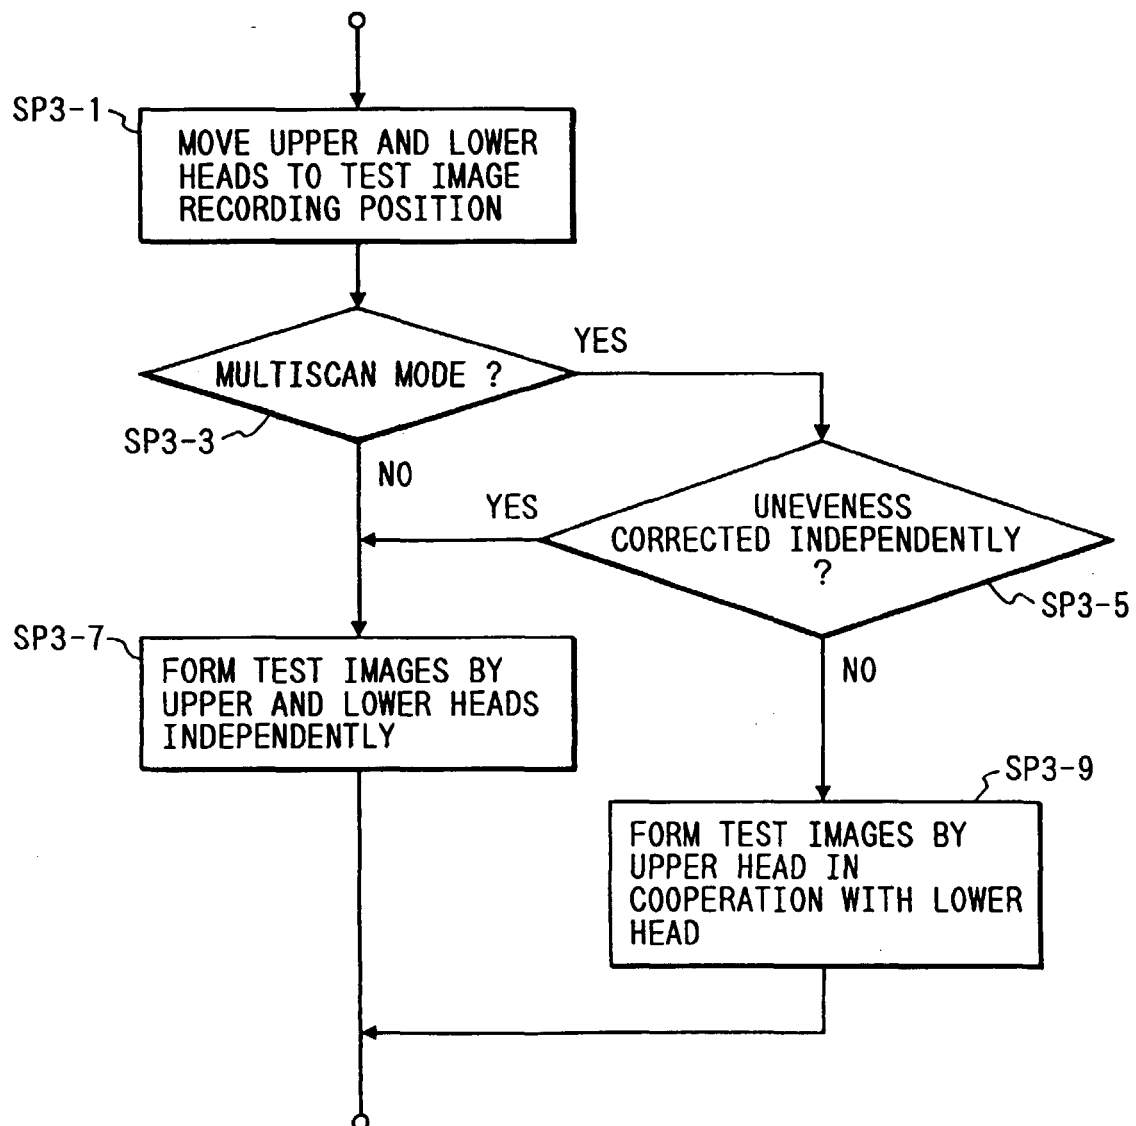 SP3-1
MOVE UPPER AND LOWER
HEADS TO TEST IMAGE
RECORDING POSITION
MULTISCAN MODE ?
YES
SP3-3
NO
YES
UNEVENESS
CORRECTED INDEPENDENTLY
?
SP3-5
SP3-7
FORM TEST IMAGES BY
UPPER AND LOWER HEADS
INDEPENDENTLY
NO
SP3-9
FORM TEST IMAGES BY
UPPER HEAD IN
COOPERATION WITH LOWER
HEAD